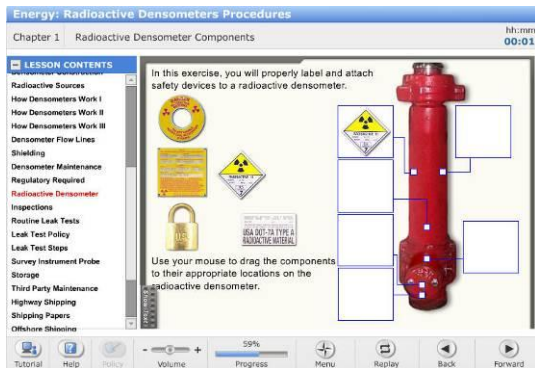 Energy: Radioactive Densometers Procedures
Chapter 1 Radioactive Densometer Components
hh:mm
00:01
LESSON CONTENTS
Densometer Construction
Radioactive Sources
How Densometers Work I
How Densometers Work II
How Densometers Work III
Densometer Flow Lines
Shielding
Densometer Maintenance
Regulatory Required
Radioactive Densometer
Inspections
Routine Leak Tests
Leak Test Policy
Leak Test Steps
Survey Instrument Probe
Storage
Third Party Maintenance
Highway Shipping
Shipping Papers
Offshore Shipping
In this exercise, you will properly label and attach
safety devices to a radioactive densometer.
USA DOT-7A TYPE A
RADIOACTIVE MATERIAL
Use your mouse to drag the components
to their appropriate locations on the
radioactive densometer.
Tutorial
Help
Policy
- +
Volume
59%
Progress
Menu
Replay
Back
Forward